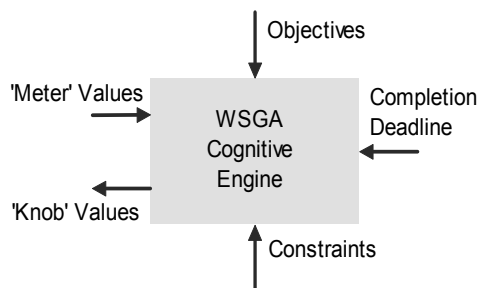 Objectives
'Meter' Values
WSGA
Cognitive
Engine
Completion
Deadline
'Knob' Values
Constraints